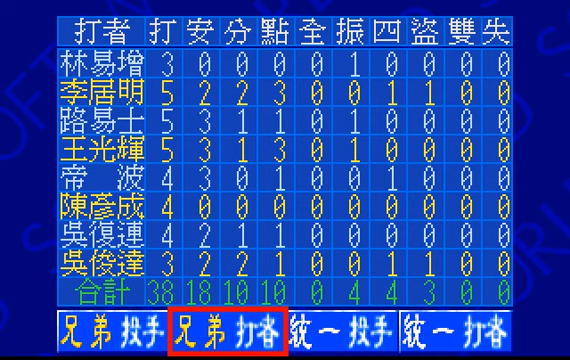 打者 打 安 分 點 全 振 四 盜 雙 失
林易增 3 0 0 0 0 1 0 0 0 0
李居明 5 2 2 3 0 0 1 1 0 0
路易士 5 3 1 1 0 1 0 0 0 0
王光輝 5 3 1 3 0 1 0 0 0 0
帝波 4 3 0 1 0 0 1 0 0 0
陳彥成 4 0 0 0 0 0 0 0 0 0
吳復連 4 2 1 1 0 0 0 0 0 0
吳俊達 3 2 2 1 0 0 1 1 0 0
合計 38 18 10 10 0 4 4 3 0 0
兄弟 投手 兄弟 打者 統一 投手 統一 打者